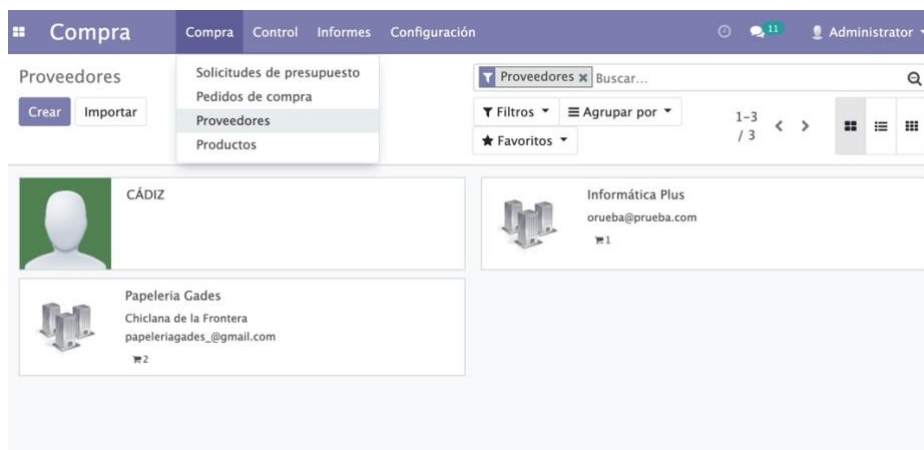 Compra Compra Control Informes Configuración 11 Administrator
Proveedores
Crear Importar
Solicitudes de presupuesto
Pedidos de compra
Proveedores
Productos
Proveedores Buscar...
Filtros Agrupar por
Favoritos
1-3
/ 3
CÁDIZ
Informática Plus
orueba@prueba.com
1
Papeleria Gades
Chiclana de la Frontera
papeleriagades_@gmail.com
2